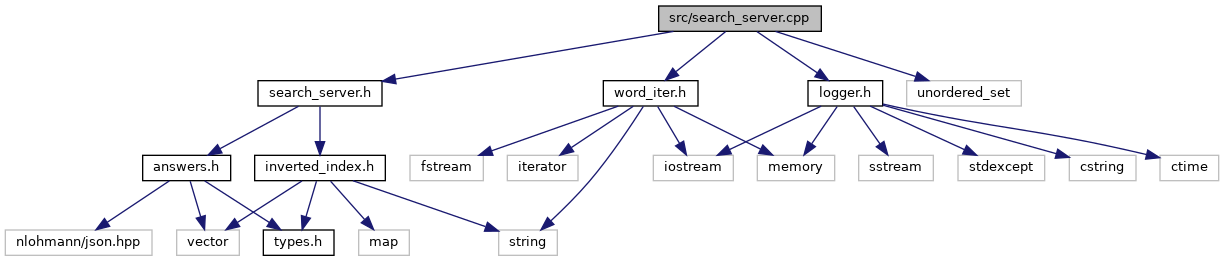 src/search_server.cpp
search_server.h
word_iter.h
logger.h
unordered_set
answers.h
inverted_index.h
fstream
iterator
iostream
memory
sstream
stdexcept
cstring
ctime
nlohmann/json.hpp
vector
types.h
map
string